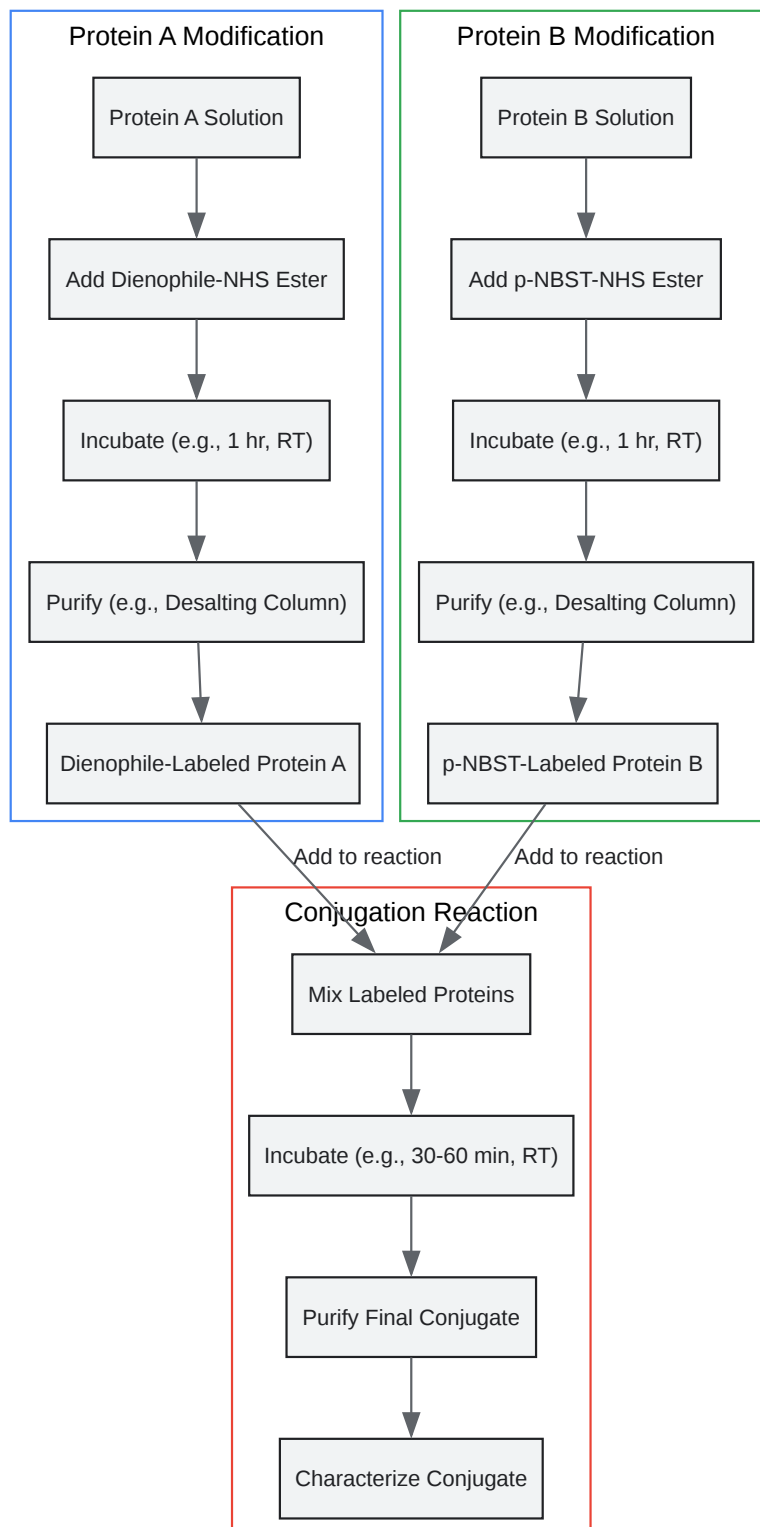 Protein A Modification
Protein A Solution
Add Dienophile-NHS Ester
Incubate (e.g., 1 hr, RT)
Purify (e.g., Desalting Column)
Dienophile-Labeled Protein A
Protein B Modification
Protein B Solution
Add p-NBST-NHS Ester
Incubate (e.g., 1 hr, RT)
Purify (e.g., Desalting Column)
p-NBST-Labeled Protein B
Add to reaction
Add to reaction
Conjugation Reaction
Mix Labeled Proteins
Incubate (e.g., 30-60 min, RT)
Purify Final Conjugate
Characterize Conjugate